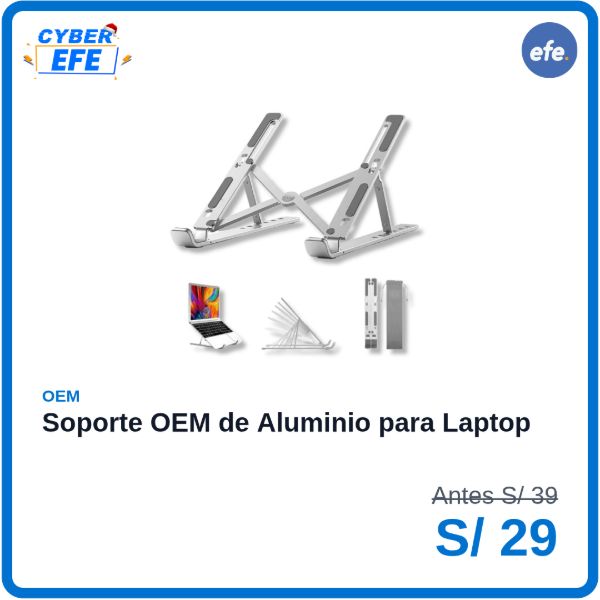 CYBER
EFE
efe.
OEM
Soporte OEM de Aluminio para Laptop
Antes S/ 39
S/ 29